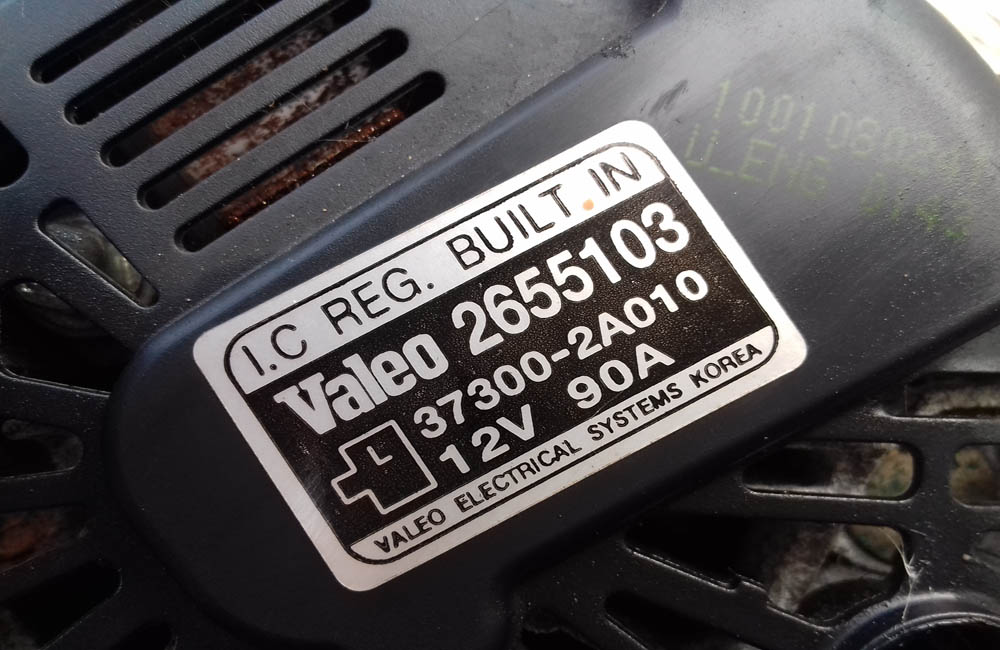 I.C REG. BUILT.IN
Valeo 2655103
37300-2A010
L
12V 90A
VALEO ELECTRICAL SYSTEMS KOREA